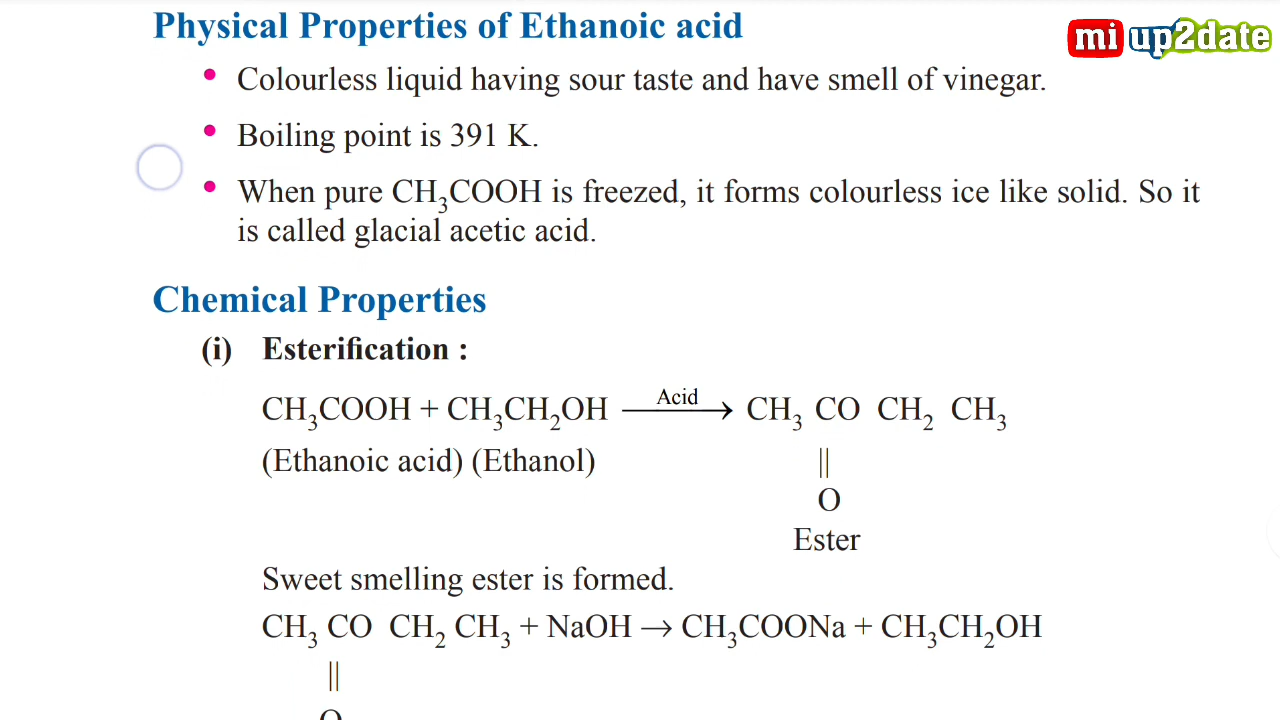 Physical Properties of Ethanoic acid
mi up2date
• Colourless liquid having sour taste and have smell of vinegar.
• Boiling point is 391 K.
• When pure CH₃COOH is freezed, it forms colourless ice like solid. So it
is called glacial acetic acid.
Chemical Properties
(i) Esterification :
CH₃COOH + CH₃CH₂OH ⟶ CH₃ CO CH₂ CH₃
Acid
(Ethanoic acid) (Ethanol) ||
O
Ester
Sweet smelling ester is formed.
CH₃ CO CH₂ CH₃ + NaOH → CH₃COONa + CH₃CH₂OH
||
O